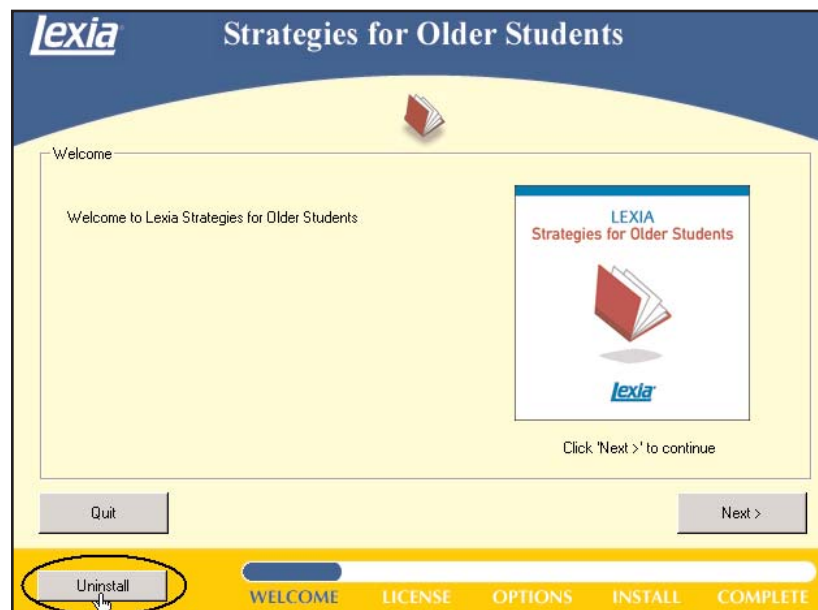 lexia Strategies for Older Students
Welcome
Welcome to Lexia Strategies for Older Students
LEXIA
Strategies for Older Students
lexia
Click 'Next >' to continue
Quit Next >
Uninstall
WELCOME LICENSE OPTIONS INSTALL COMPLETE